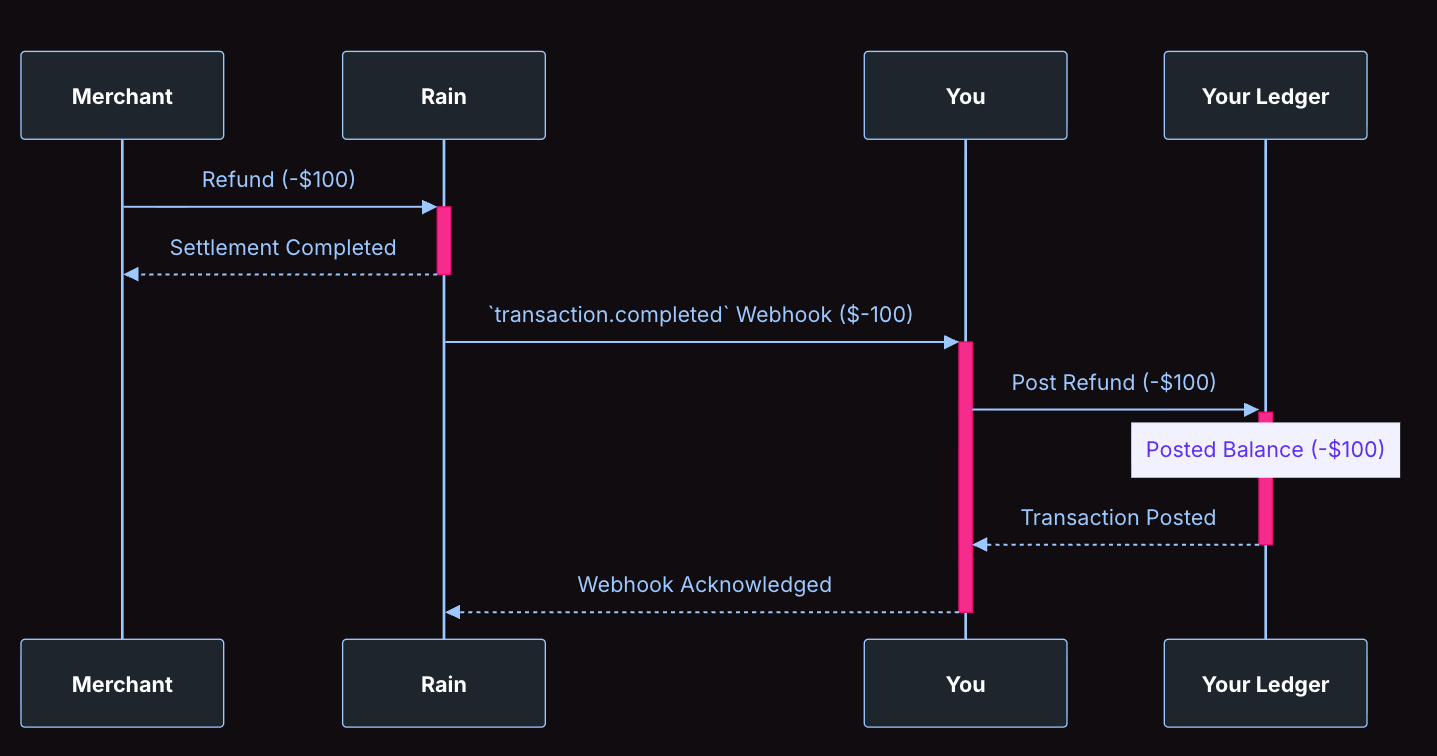 Merchant
Rain
You
Your Ledger
Refund (-$100)
Settlement Completed
`transaction.completed` Webhook ($-100)
Post Refund (-$100)
Posted Balance (-$100)
Transaction Posted
Webhook Acknowledged
Merchant
Rain
You
Your Ledger